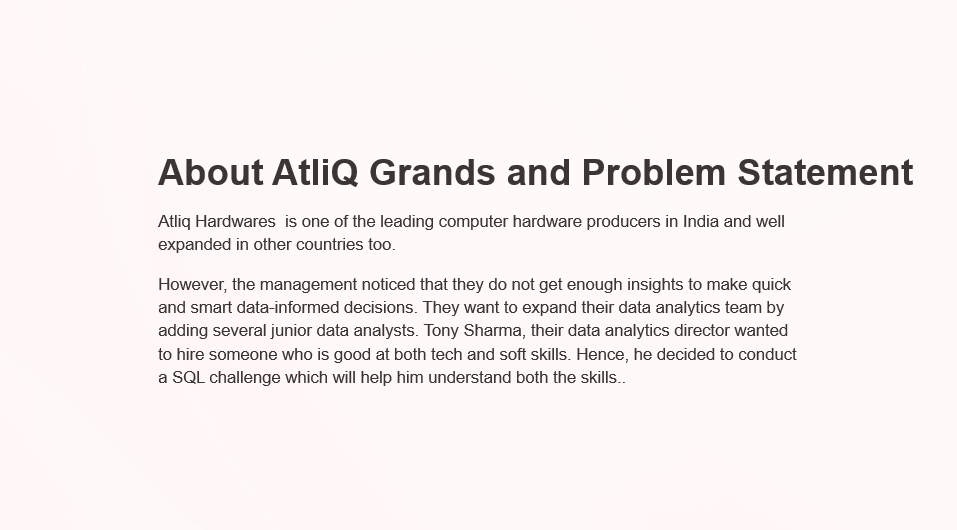 About AtliQ Grands and Problem Statement
Atliq Hardwares  is one of the leading computer hardware producers in India and well
expanded in other countries too.
However, the management noticed that they do not get enough insights to make quick
and smart data-informed decisions. They want to expand their data analytics team by
adding several junior data analysts. Tony Sharma, their data analytics director wanted
to hire someone who is good at both tech and soft skills. Hence, he decided to conduct
a SQL challenge which will help him understand both the skills..